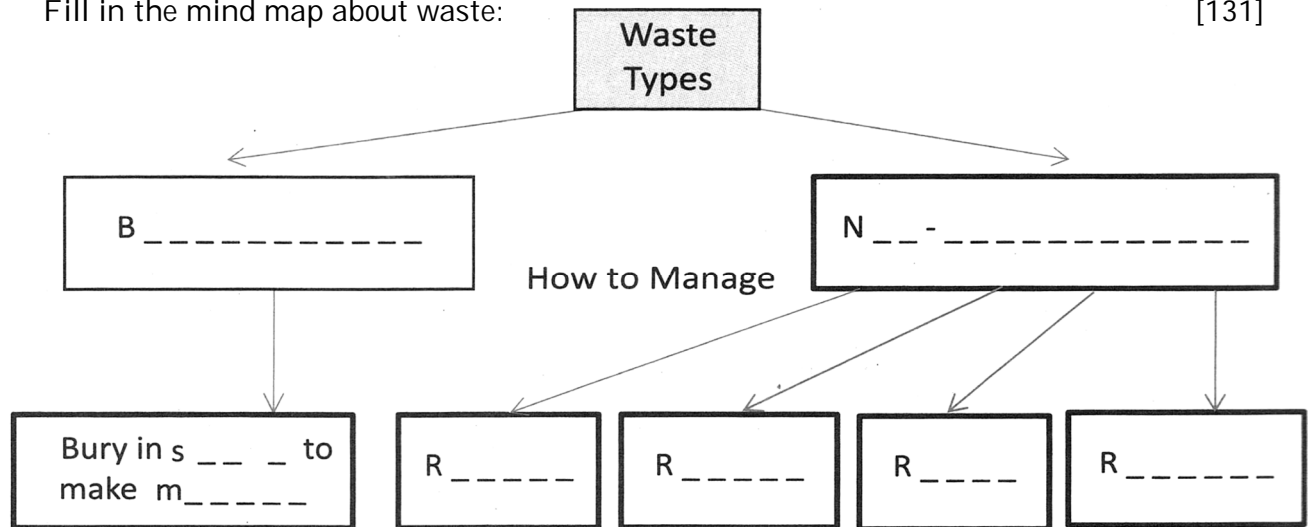 Fill in the mind map about waste: [131]
Waste
Types
B _ _ _ _ _ _ _ _ _ _ _
N _ _ - _ _ _ _ _ _ _ _ _ _ _ _
How to Manage
Bury in s _ _  _ to
make m_ _ _ _ _
R _ _ _ _ _
R _ _ _ _ _
R _ _ _ _
R _ _ _ _ _ _